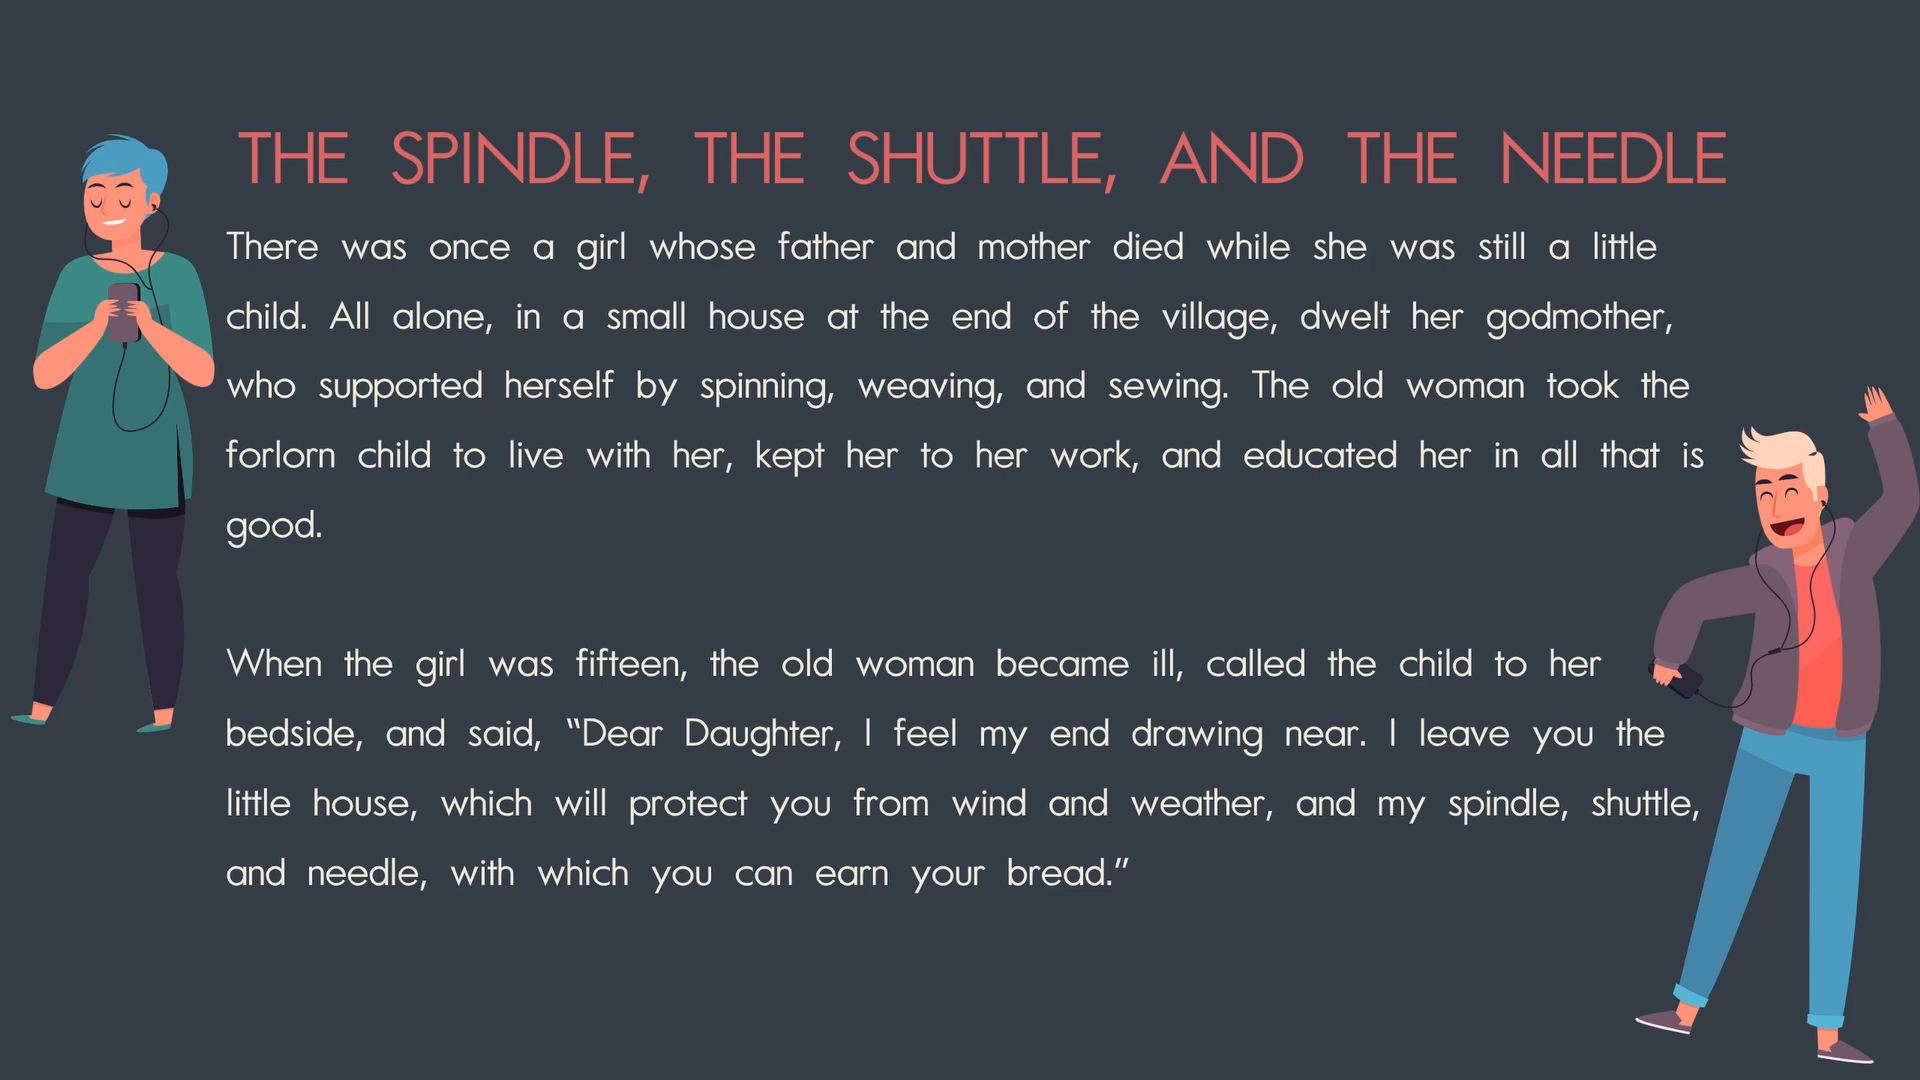 THE SPINDLE, THE SHUTTLE, AND THE NEEDLE
There was once a girl whose father and mother died while she was still a little
child. All alone, in a small house at the end of the village, dwelt her godmother,
who supported herself by spinning, weaving, and sewing. The old woman took the
forlorn child to live with her, kept her to her work, and educated her in all that is
good.
When the girl was fifteen, the old woman became ill, called the child to her
bedside, and said, “Dear Daughter, I feel my end drawing near. I leave you the
little house, which will protect you from wind and weather, and my spindle, shuttle,
and needle, with which you can earn your bread.”